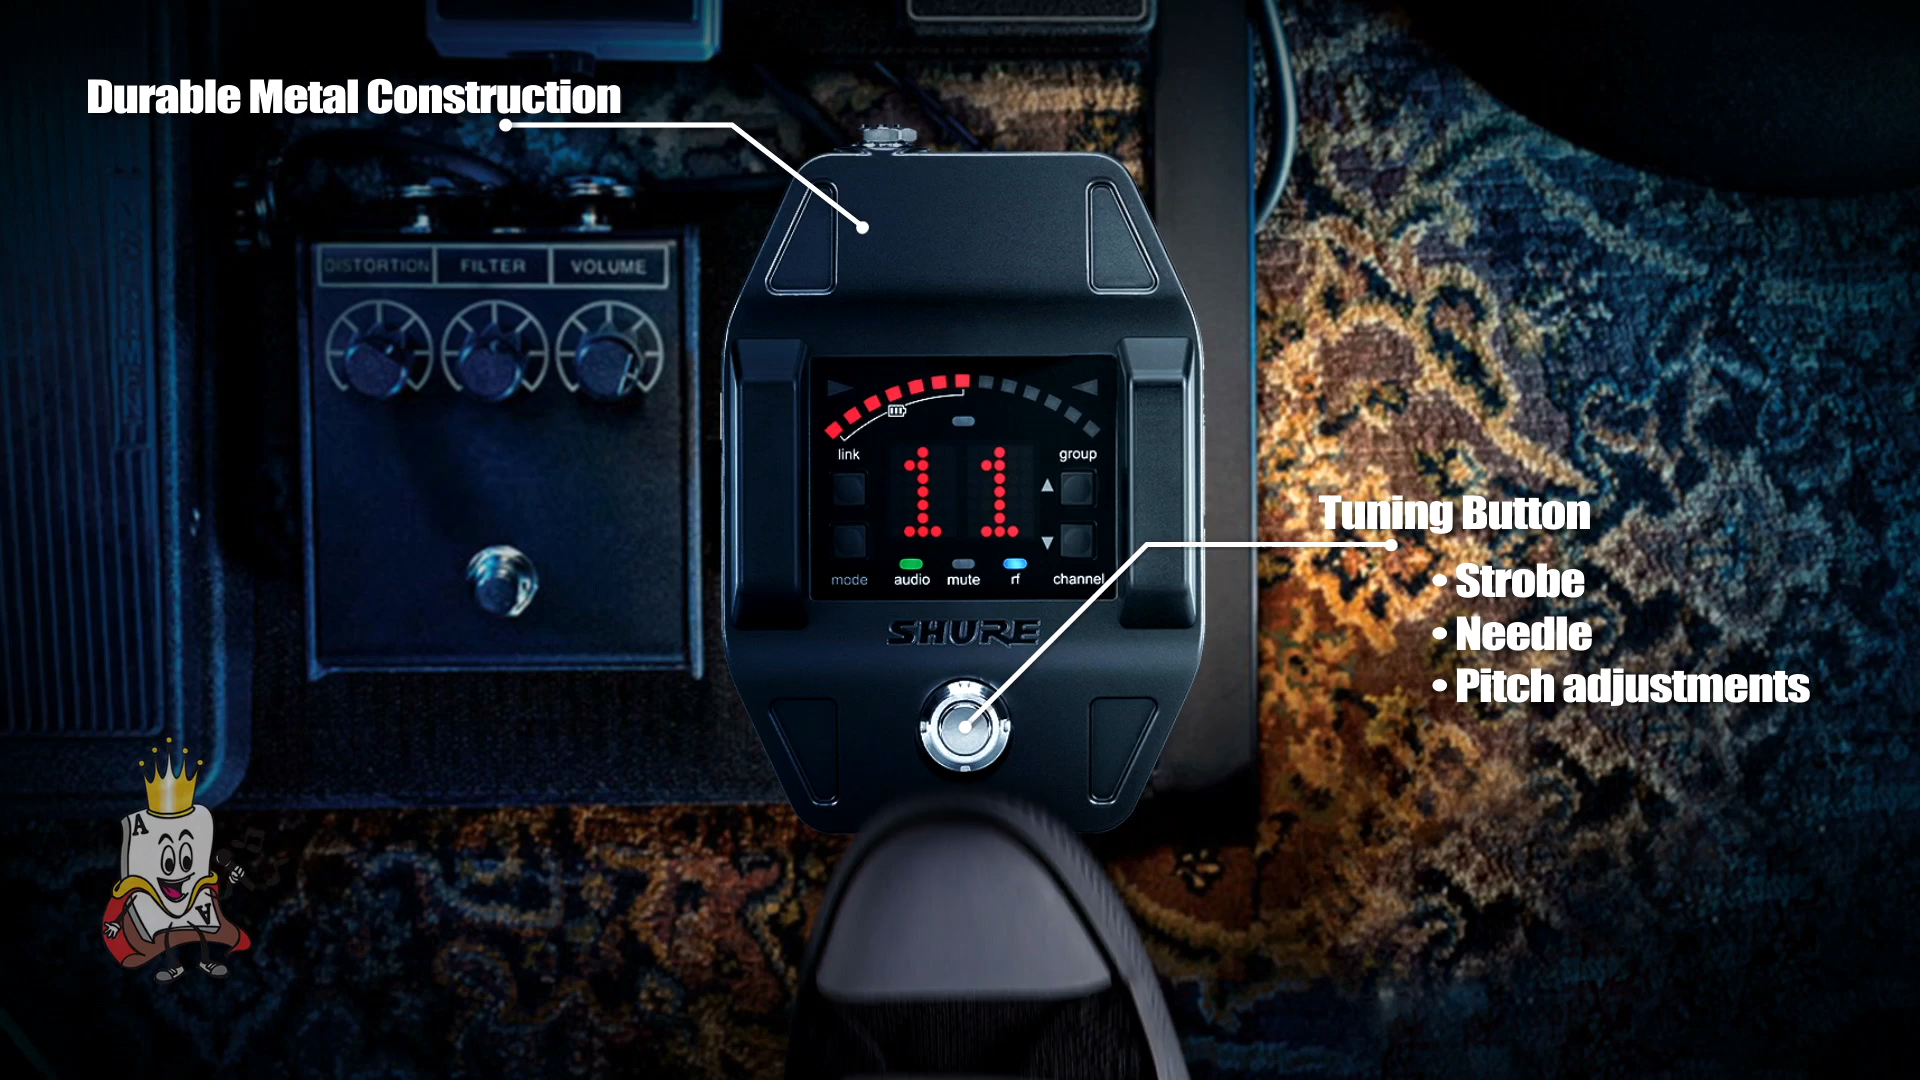 Durable Metal Construction
DISTORTION FILTER VOLUME
link
group
11
mode
audio
mute
rf
channel
SHURE
Tuning Button
• Strobe
• Needle
• Pitch adjustments
A
A